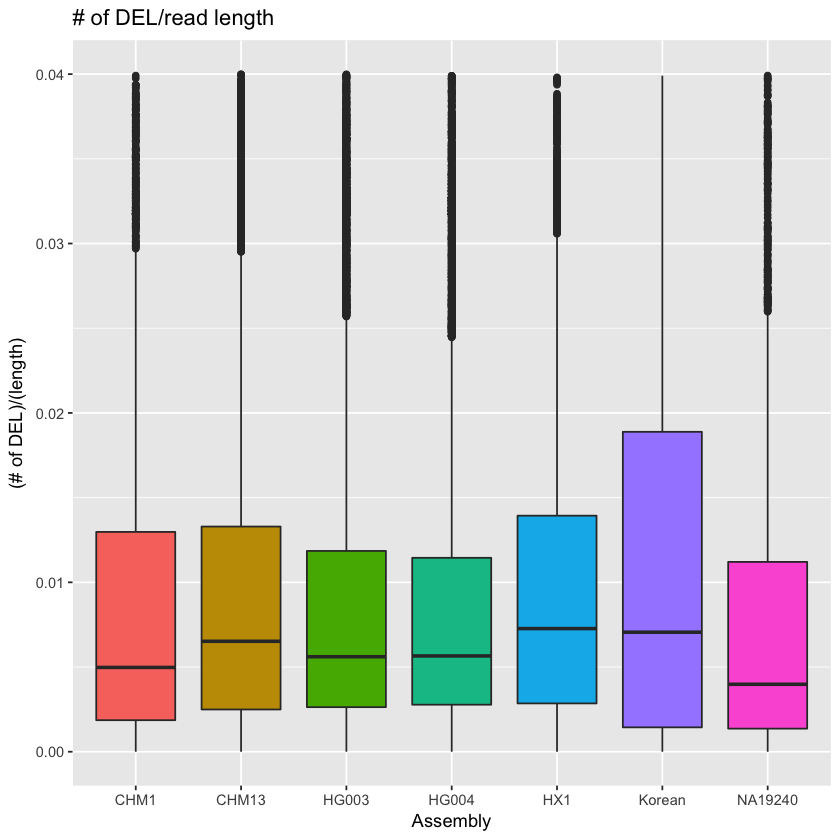 # of DEL/read length
(# of DEL)/(length)
0.04
0.03
0.02
0.01
0.00
CHM1 CHM13 HG003 HG004 HX1 Korean NA19240
Assembly